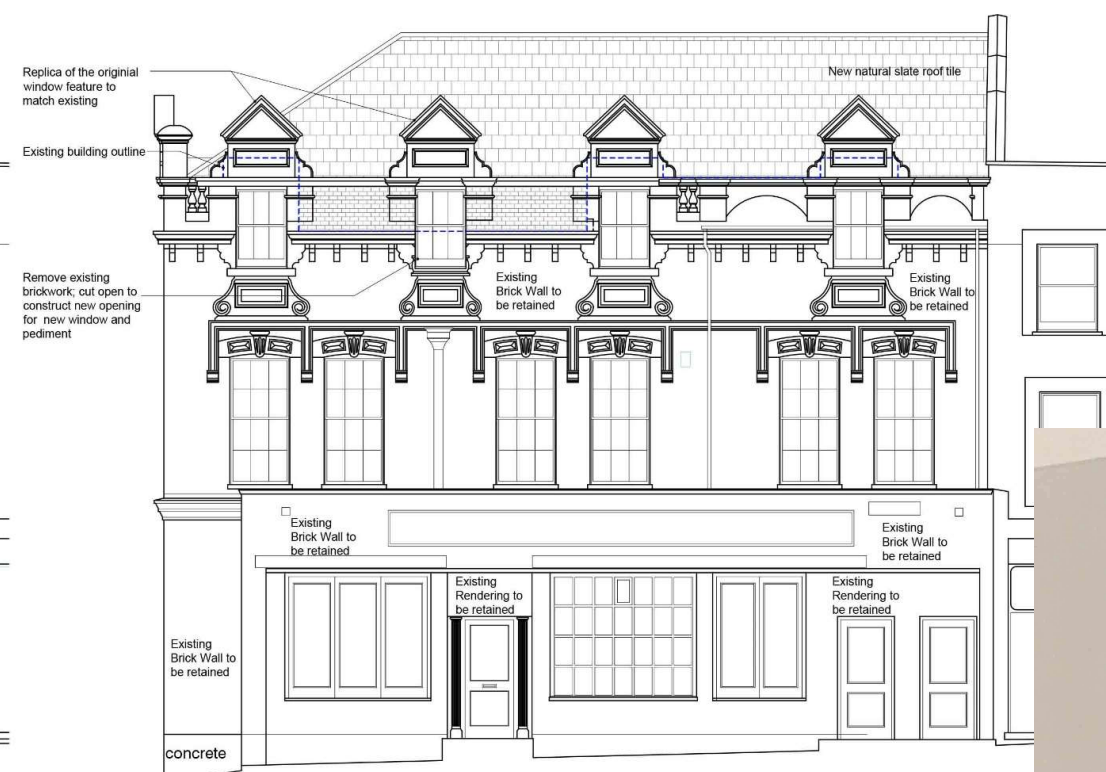 Replica of the originial
window feature to
match existing
New natural slate roof tile
Existing building outline
Remove existing
brickwork; cut open to
construct new opening
for new window and
pediment
Existing
Brick Wall to
be retained
Existing
Brick Wall to
be retained
Existing
Brick Wall to
be retained
Existing
Brick Wall to
be retained
Existing
Rendering to
be retained
Existing
Rendering to
be retained
Existing
Brick Wall to
be retained
concrete